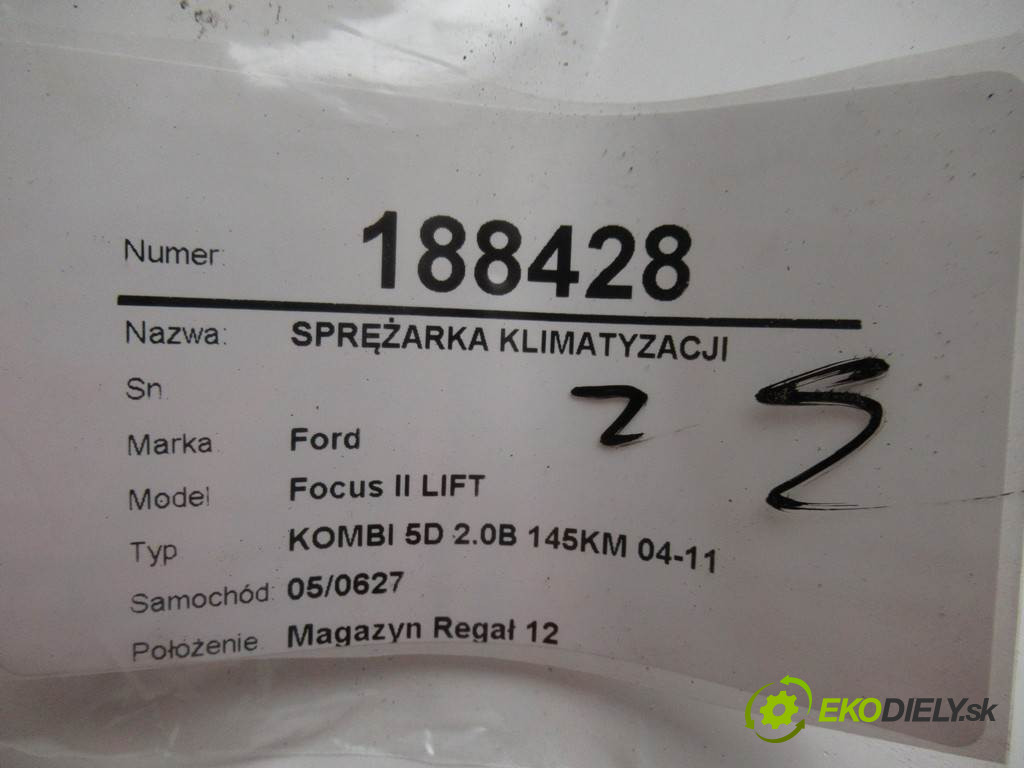 Numer: 188428
Nazwa: SPRĘŻARKA KLIMATYZACJI
Sn
Marka Ford
Model Focus II LIFT
Typ KOMBI 5D 2.0B 145KM 04-11
Samochód: 05/0627
Położenie Magazyn Regał 12
EKODIELY.sk